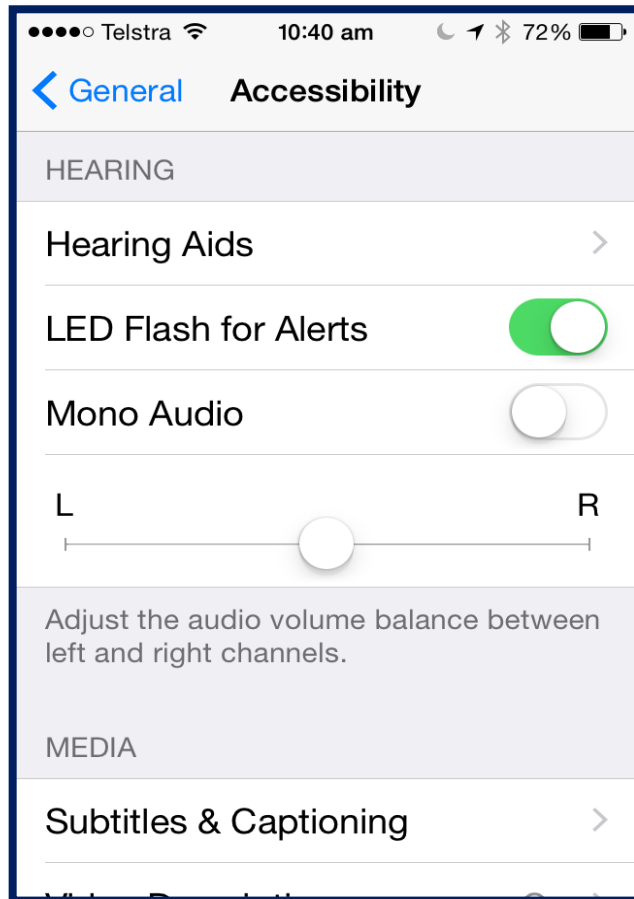 Telstra 10:40 am 72%
General Accessibility
HEARING
Hearing Aids
LED Flash for Alerts
Mono Audio
L R
Adjust the audio volume balance between
left and right channels.
MEDIA
Subtitles & Captioning